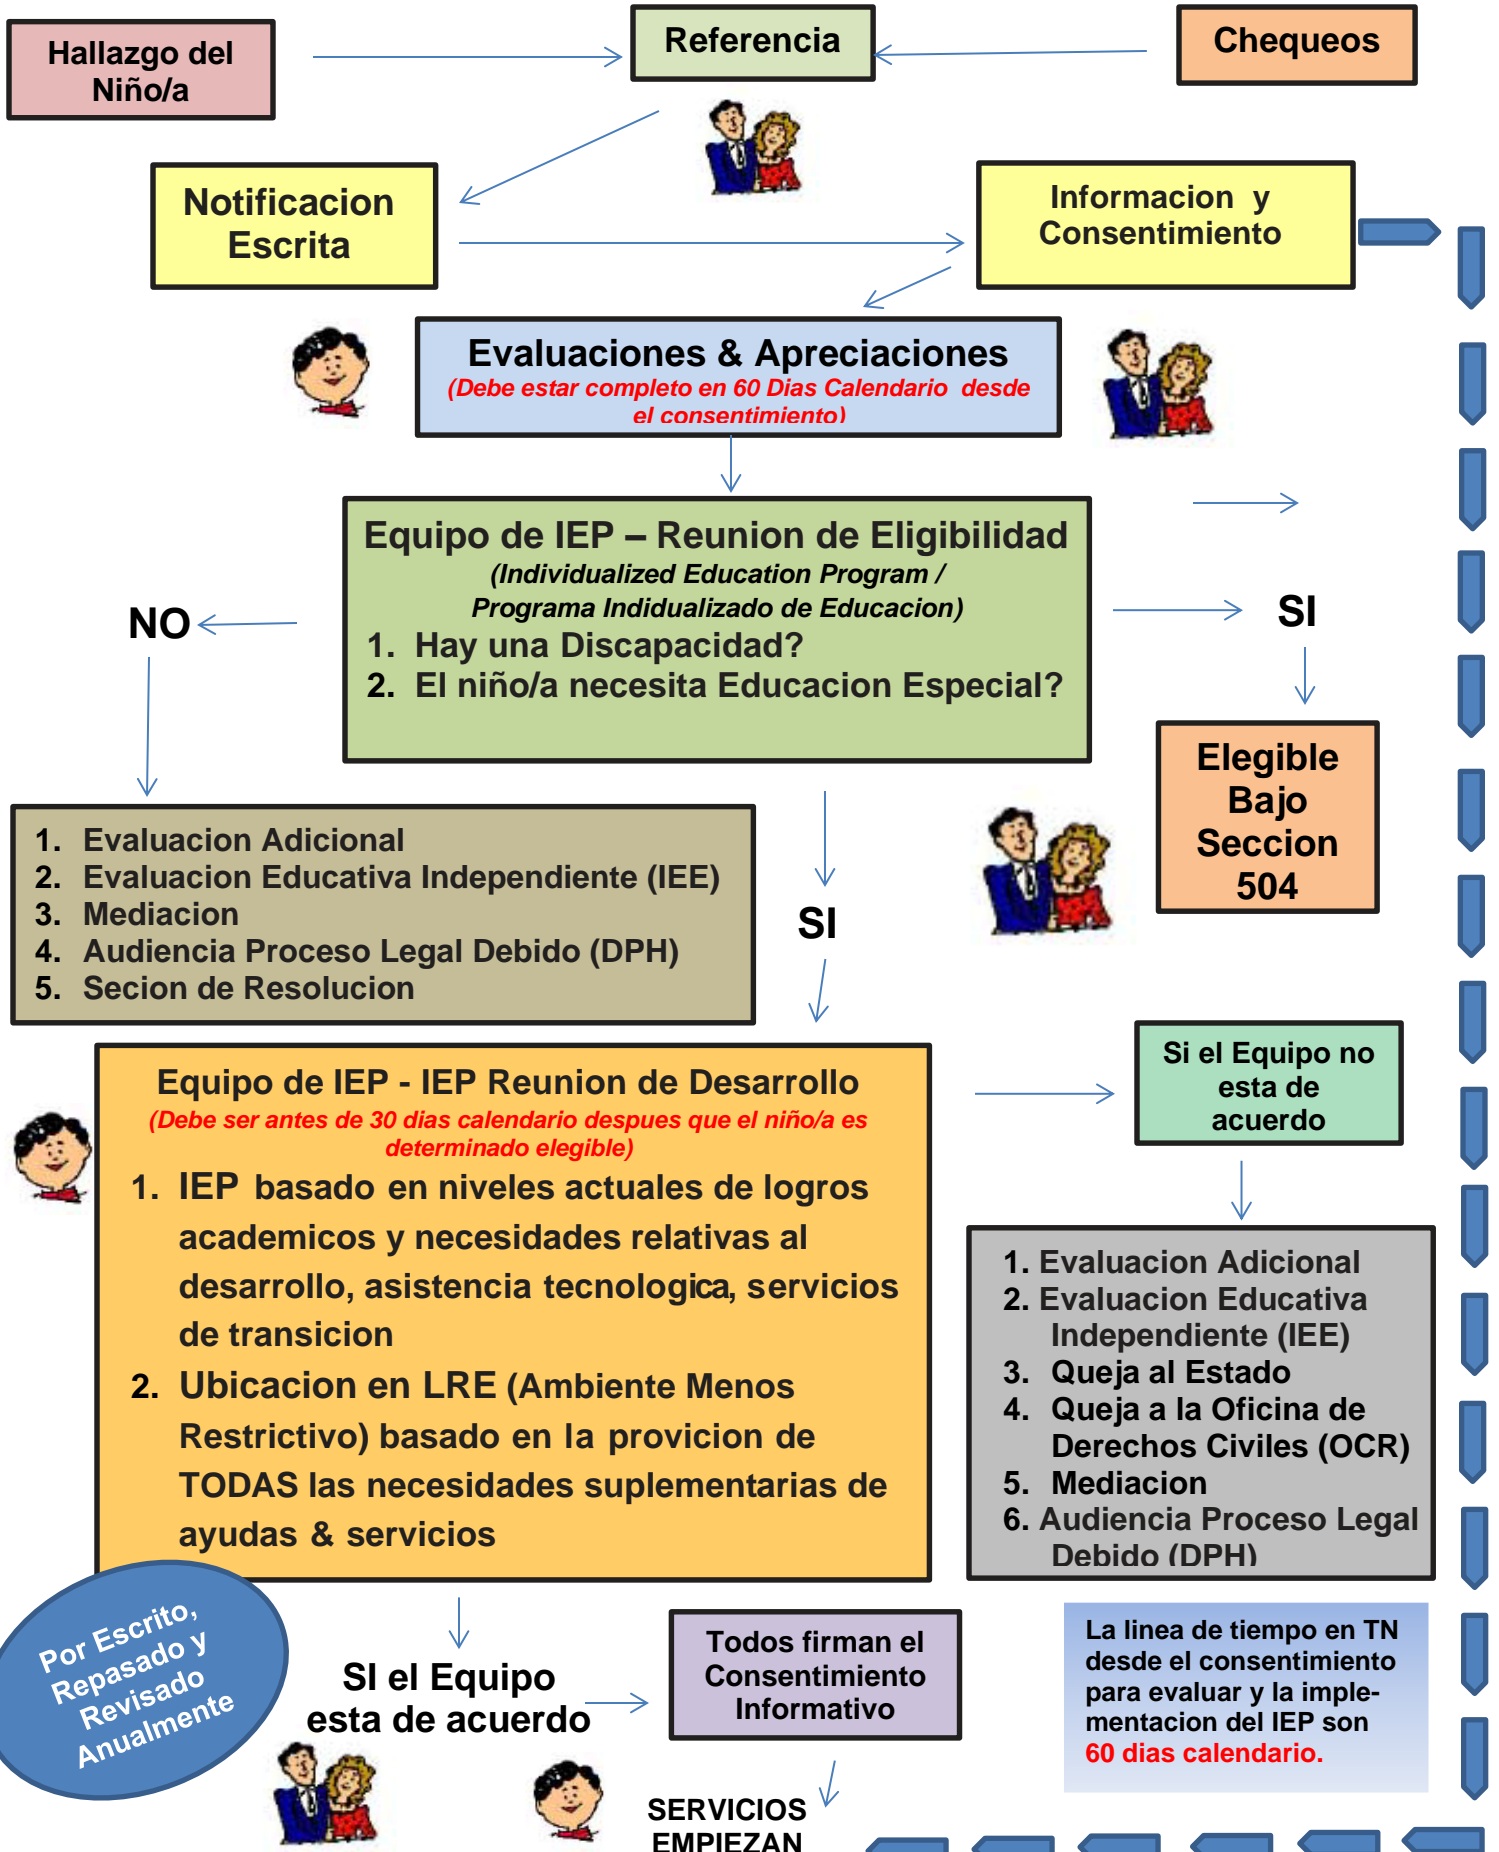 Hallazgo del
Niño/a
Referencia
Chequeos
Notificacion
Escrita
Informacion y
Consentimiento
Evaluaciones & Apreciaciones
(Debe estar completo en 60 Dias Calendario desde
el consentimiento)
Equipo de IEP – Reunion de Eligibilidad
(Individualized Education Program /
Programa Indidualizado de Educacion)
1. Hay una Discapacidad?
2. El niño/a necesita Educacion Especial?
NO
SI
Elegible
Bajo
Seccion
504
1. Evaluacion Adicional
2. Evaluacion Educativa Independiente (IEE)
3. Mediacion
4. Audiencia Proceso Legal Debido (DPH)
5. Secion de Resolucion
SI
Equipo de IEP - IEP Reunion de Desarrollo
(Debe ser antes de 30 dias calendario despues que el niño/a es
determinado elegible)
1. IEP basado en niveles actuales de logros
academicos y necesidades relativas al
desarrollo, asistencia tecnologica, servicios
de transicion
2. Ubicacion en LRE (Ambiente Menos
Restrictivo) basado en la provicion de
TODAS las necesidades suplementarias de
ayudas & servicios
Si el Equipo no
esta de
acuerdo
1. Evaluacion Adicional
2. Evaluacion Educativa
Independiente (IEE)
3. Queja al Estado
4. Queja a la Oficina de
Derechos Civiles (OCR)
5. Mediacion
6. Audiencia Proceso Legal
Debido (DPH)
Por Escrito,
Repasado y
Revisado
Anualmente
SI el Equipo
esta de acuerdo
Todos firman el
Consentimiento
Informativo
La linea de tiempo en TN
desde el consentimiento
para evaluar y la imple-
mentacion del IEP son
60 dias calendario.
SERVICIOS
EMPIEZAN